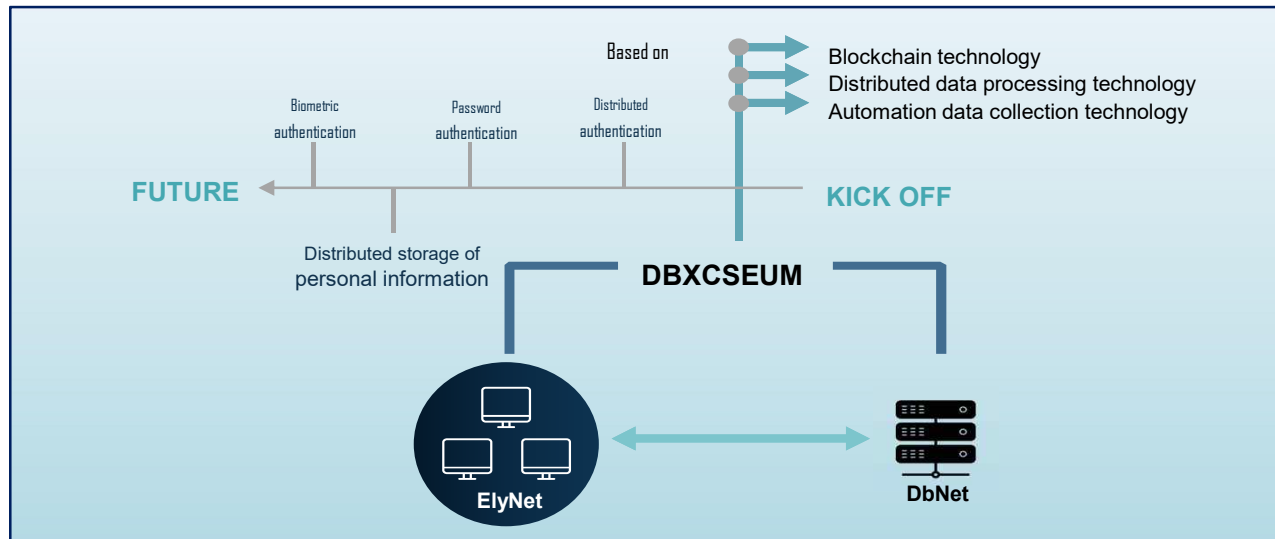 Based on
Blockchain technology
Distributed data processing technology
Automation data collection technology
Biometric
authentication
Password
authentication
Distributed
authentication
FUTURE
KICK OFF
Distributed storage of
personal information
DBXCSEUM
ElyNet
DbNet